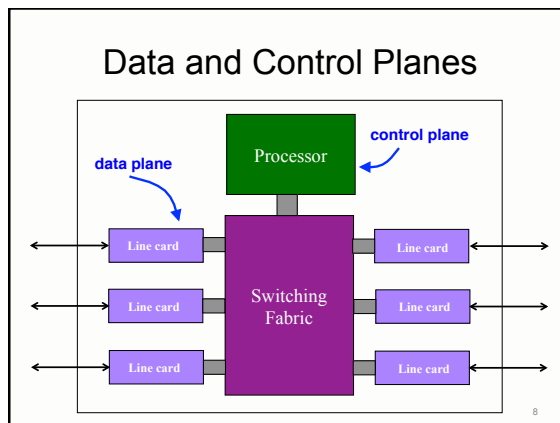 Data and Control Planes
control plane
Processor
data plane
Line card
Line card
Switching
Fabric
Line card
Line card
Line card
Line card
8